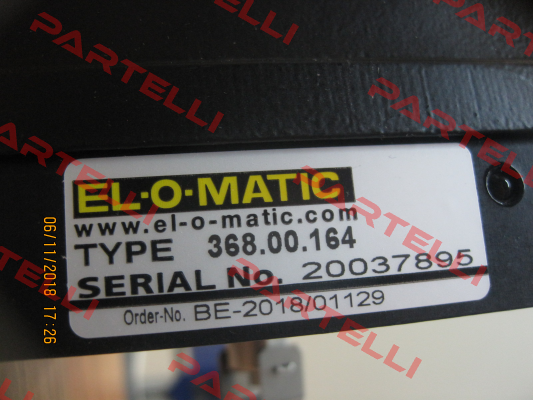 EL-O-MATIC
www.el-o-matic.com
TYPE 368.00.164
SERIAL No. 20037895
Order-No. BE-2018/01129
06/11/2018 17:26
PARTELLI
PARTELLI
PARTELLI
PARTELLI
PARTELLI
PARTELLI
PARTELLI